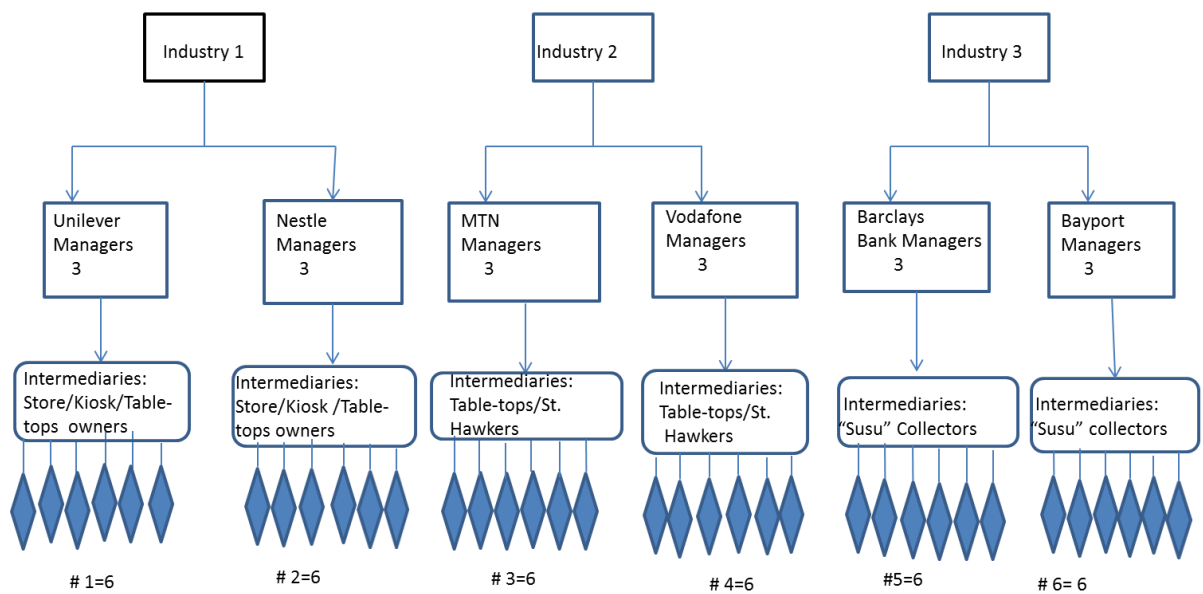 Industry 1
Industry 2
Industry 3
Unilever
Managers
3
Nestle
Managers
3
MTN
Managers
3
Vodafone
Managers
3
Barclays
Bank Managers
3
Bayport
Managers
3
Intermediaries:
Store/Kiosk/Table-
tops owners
Intermediaries:
Store/Kiosk /Table-
tops owners
Intermediaries:
Table-tops/St.
Hawkers
Intermediaries:
Table-tops/St.
Hawkers
Intermediaries:
“Susu” Collectors
Intermediaries:
“Susu” collectors
# 1=6
# 2=6
# 3=6
# 4=6
#5=6
# 6= 6